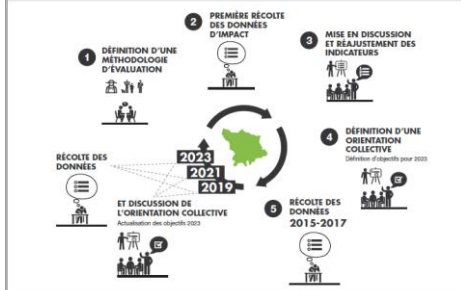 1
DÉFINITION D'UNE
MÉTHODOLOGIE
D'ÉVALUATION
2
PREMIÈRE RÉCOLTE
DES DONNÉES
D'IMPACT
3
MISE EN DISCUSSION
ET RÉAJUSTEMENT DES
INDICATEURS
4
DÉFINITION D'UNE
ORIENTATION
COLLECTIVE
Définition d'objectifs pour 2023
5
RÉCOLTE DES
DONNÉES
2015-2017
2023
2021
2019
RÉCOLTE DES
DONNÉES
ET DISCUSSION DE
L'ORIENTATION COLLECTIVE
Actualisation des objectifs 2023